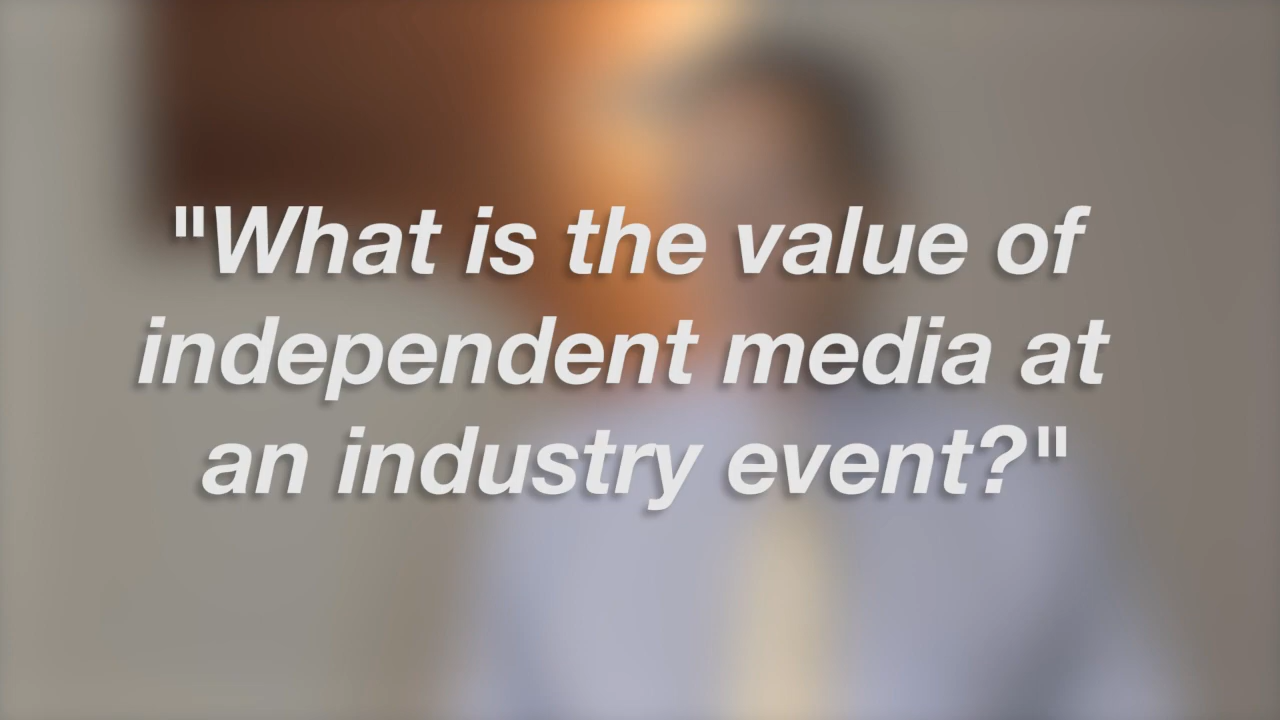 "What is the value of
independent media at
an industry event?"